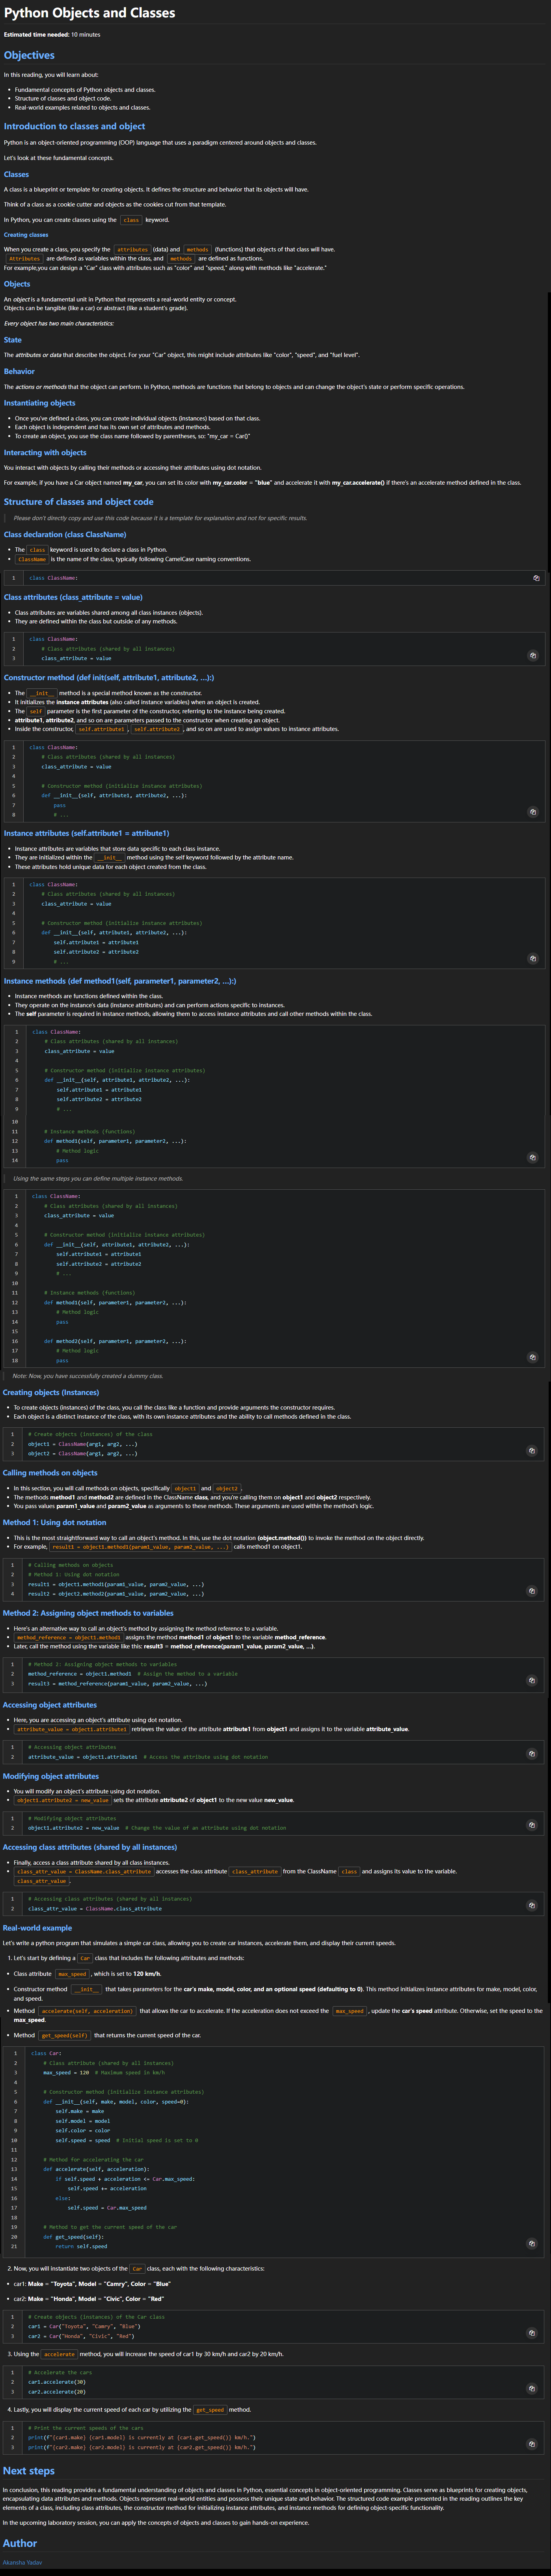 Python Objects and Classes
Estimated time needed: 10 minutes
Objectives
In this reading, you will learn about:
• Fundamental concepts of Python objects and classes.
• Structure of classes and object code.
• Real-world examples related to objects and classes.
Introduction to classes and object
Python is an object-oriented programming (OOP) language that uses a paradigm centered around objects and classes.
Let's look at these fundamental concepts.
Classes
A class is a blueprint or template for creating objects. It defines the structure and behavior that its objects will have.
Think of a class as a cookie cutter and objects as the cookies cut from that template.
In Python, you can create classes using the class keyword.
Creating classes
When you create a class, you specify the attributes (data) and methods (functions) that objects of that class will have.
Attributes are defined as variables within the class, and methods are defined as functions.
For example,you can design a "Car" class with attributes such as "color" and "speed," along with methods like "accelerate."
Objects
An object is a fundamental unit in Python that represents a real-world entity or concept.
Objects can be tangible (like a car) or abstract (like a student's grade).
Every object has two main characteristics:
State
The attributes or data that describe the object. For your "Car" object, this might include attributes like "color", "speed", and "fuel level".
Behavior
The actions or methods that the object can perform. In Python, methods are functions that belong to objects and can change the object's state or perform specific operations.
Instantiating objects
• Once you've defined a class, you can create individual objects (instances) based on that class.
• Each object is independent and has its own set of attributes and methods.
• To create an object, you use the class name followed by parentheses, so: "my_car = Car()"
Interacting with objects
You interact with objects by calling their methods or accessing their attributes using dot notation.
For example, if you have a Car object named my_car, you can set its color with my_car.color = "blue" and accelerate it with my_car.accelerate() if there's an accelerate method defined in the class.
Structure of classes and object code
Please don't directly copy and use this code because it is a template for explanation and not for specific results.
Class declaration (class ClassName)
• The class keyword is used to declare a class in Python.
• ClassName is the name of the class, typically following CamelCase naming conventions.
1 class ClassName:
Class attributes (class_attribute = value)
• Class attributes are variables shared among all class instances (objects).
• They are defined within the class but outside of any methods.
1 class ClassName:
2 # Class attributes (shared by all instances)
3 class_attribute = value
Constructor method (def init(self, attribute1, attribute2, …):)
• The __init__ method is a special method known as the constructor.
• It initializes the instance attributes (also called instance variables) when an object is created.
• The self parameter is the first parameter of the constructor, referring to the instance being created.
• attribute1, attribute2, and so on are parameters passed to the constructor when creating an object.
• Inside the constructor, self.attribute1, self.attribute2, and so on are used to assign values to instance attributes.
1 class ClassName:
2 # Class attributes (shared by all instances)
3 class_attribute = value
4
5 # Constructor method (initialize instance attributes)
6 def __init__(self, attribute1, attribute2, ...):
7 pass
8 # ...
Instance attributes (self.attribute1 = attribute1)
• Instance attributes are variables that store data specific to each class instance.
• They are initialized within the __init__ method using the self keyword followed by the attribute name.
• These attributes hold unique data for each object created from the class.
1 class ClassName:
2 # Class attributes (shared by all instances)
3 class_attribute = value
4
5 # Constructor method (initialize instance attributes)
6 def __init__(self, attribute1, attribute2, ...):
7 self.attribute1 = attribute1
8 self.attribute2 = attribute2
9 # ...
Instance methods (def method1(self, parameter1, parameter2, …):)
• Instance methods are functions defined within the class.
• They operate on the instance's data (instance attributes) and can perform actions specific to instances.
• The self parameter is required in instance methods, allowing them to access instance attributes and call other methods within the class.
1 class ClassName:
2 # Class attributes (shared by all instances)
3 class_attribute = value
4
5 # Constructor method (initialize instance attributes)
6 def __init__(self, attribute1, attribute2, ...):
7 self.attribute1 = attribute1
8 self.attribute2 = attribute2
9 # ...
10
11 # Instance methods (functions)
12 def method1(self, parameter1, parameter2, ...):
13 # Method logic
14 pass
Using the same steps you can define multiple instance methods.
1 class ClassName:
2 # Class attributes (shared by all instances)
3 class_attribute = value
4
5 # Constructor method (initialize instance attributes)
6 def __init__(self, attribute1, attribute2, ...):
7 self.attribute1 = attribute1
8 self.attribute2 = attribute2
9 # ...
10
11 # Instance methods (functions)
12 def method1(self, parameter1, parameter2, ...):
13 # Method logic
14 pass
15
16 def method2(self, parameter1, parameter2, ...):
17 # Method logic
18 pass
Note: Now, you have successfully created a dummy class.
Creating objects (Instances)
• To create objects (instances) of the class, you call the class like a function and provide arguments the constructor requires.
• Each object is a distinct instance of the class, with its own instance attributes and the ability to call methods defined in the class.
1 # Create objects (instances) of the class
2 object1 = ClassName(arg1, arg2, ...)
3 object2 = ClassName(arg1, arg2, ...)
Calling methods on objects
• In this section, you will call methods on objects, specifically object1 and object2.
• The methods method1 and method2 are defined in the ClassName class, and you're calling them on object1 and object2 respectively.
• You pass values param1_value and param2_value as arguments to these methods. These arguments are used within the method's logic.
Method 1: Using dot notation
• This is the most straightforward way to call an object's method. In this, use the dot notation (object.method()) to invoke the method on the object directly.
• For example, result1 = object1.method1(param1_value, param2_value, ...) calls method1 on object1.
1 # Calling methods on objects
2 # Method 1: Using dot notation
3 result1 = object1.method1(param1_value, param2_value, ...)
4 result2 = object2.method2(param1_value, param2_value, ...)
Method 2: Assigning object methods to variables
• Here's an alternative way to call an object's method by assigning the method reference to a variable.
• method_reference = object1.method1 assigns the method method1 of object1 to the variable method_reference.
• Later, call the method using the variable like this: result3 = method_reference(param1_value, param2_value, …).
1 # Method 2: Assigning object methods to variables
2 method_reference = object1.method1 # Assign the method to a variable
3 result3 = method_reference(param1_value, param2_value, ...)
Accessing object attributes
• Here, you are accessing an object's attribute using dot notation.
• attribute_value = object1.attribute1 retrieves the value of the attribute attribute1 from object1 and assigns it to the variable attribute_value.
1 # Accessing object attributes
2 attribute_value = object1.attribute1 # Access the attribute using dot notation
Modifying object attributes
• You will modify an object's attribute using dot notation.
• object1.attribute2 = new_value sets the attribute attribute2 of object1 to the new value new_value.
1 # Modifying object attributes
2 object1.attribute2 = new_value # Change the value of an attribute using dot notation
Accessing class attributes (shared by all instances)
• Finally, access a class attribute shared by all class instances.
• class_attr_value = ClassName.class_attribute accesses the class attribute class_attribute from the ClassName class and assigns its value to the variable.
class_attr_value.
1 # Accessing class attributes (shared by all instances)
2 class_attr_value = ClassName.class_attribute
Real-world example
Let's write a python program that simulates a simple car class, allowing you to create car instances, accelerate them, and display their current speeds.
1. Let's start by defining a Car class that includes the following attributes and methods:
• Class attribute max_speed, which is set to 120 km/h.
• Constructor method __init__ that takes parameters for the car's make, model, color, and an optional speed (defaulting to 0). This method initializes instance attributes for make, model, color,
and speed.
• Method accelerate(self, acceleration) that allows the car to accelerate. If the acceleration does not exceed the max_speed, update the car's speed attribute. Otherwise, set the speed to the
max_speed.
• Method get_speed(self) that returns the current speed of the car.
1 class Car:
2 # Class attribute (shared by all instances)
3 max_speed = 120 # Maximum speed in km/h
4
5 # Constructor method (initialize instance attributes)
6 def __init__(self, make, model, color, speed=0):
7 self.make = make
8 self.model = model
9 self.color = color
10 self.speed = speed # Initial speed is set to 0
11
12 # Method for accelerating the car
13 def accelerate(self, acceleration):
14 if self.speed + acceleration <= Car.max_speed:
15 self.speed += acceleration
16 else:
17 self.speed = Car.max_speed
18
19 # Method to get the current speed of the car
20 def get_speed(self):
21 return self.speed
2. Now, you will instantiate two objects of the Car class, each with the following characteristics:
• car1: Make = "Toyota", Model = "Camry", Color = "Blue"
• car2: Make = "Honda", Model = "Civic", Color = "Red"
1 # Create objects (instances) of the Car class
2 car1 = Car("Toyota", "Camry", "Blue")
3 car2 = Car("Honda", "Civic", "Red")
3. Using the accelerate method, you will increase the speed of car1 by 30 km/h and car2 by 20 km/h.
1 # Accelerate the cars
2 car1.accelerate(30)
3 car2.accelerate(20)
4. Lastly, you will display the current speed of each car by utilizing the get_speed method.
1 # Print the current speeds of the cars
2 print(f"{car1.make} {car1.model} is currently at {car1.get_speed()} km/h.")
3 print(f"{car2.make} {car2.model} is currently at {car2.get_speed()} km/h.")
Next steps
In conclusion, this reading provides a fundamental understanding of objects and classes in Python, essential concepts in object-oriented programming. Classes serve as blueprints for creating objects,
encapsulating data attributes and methods. Objects represent real-world entities and possess their unique state and behavior. The structured code example presented in the reading outlines the key
elements of a class, including class attributes, the constructor method for initializing instance attributes, and instance methods for defining object-specific functionality.
In the upcoming laboratory session, you can apply the concepts of objects and classes to gain hands-on experience.
Author
Akansha Yadav